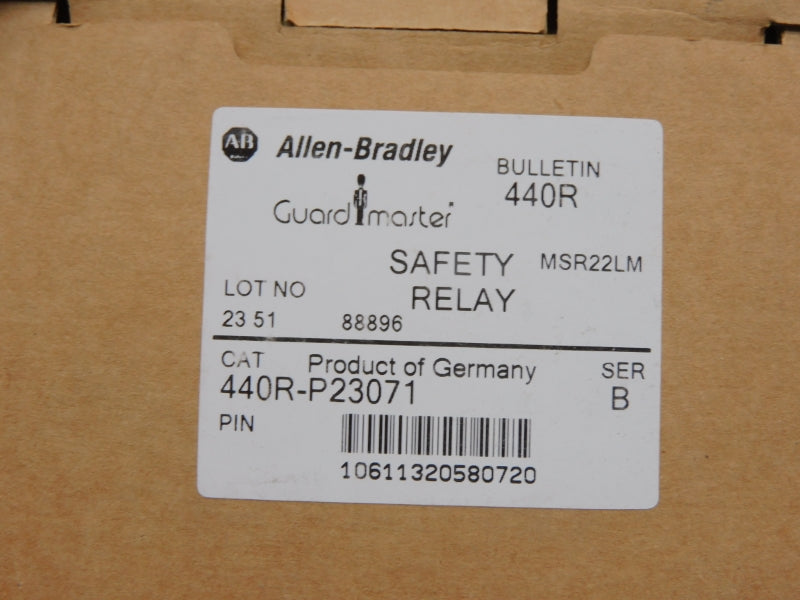 AB Allen-Bradley
BULLETIN
440R
Guardmaster
SAFETY MSR22LM
RELAY
LOT NO
23 51 88896
CAT Product of Germany SER
440R-P23071 B
PIN
10611320580720